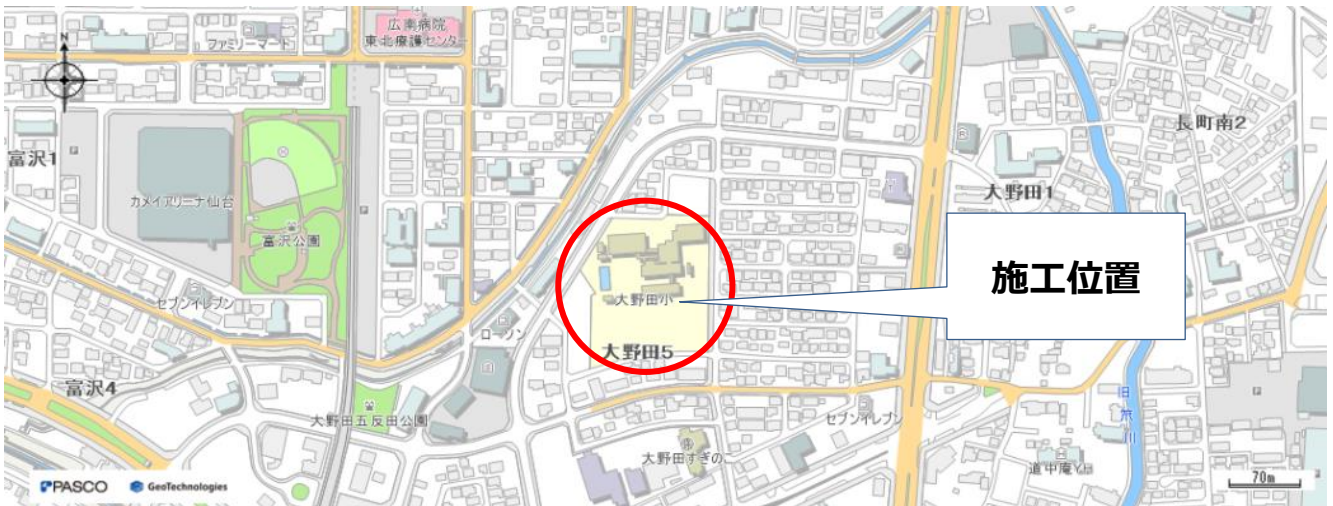 広南病院
東北療護センター
ファミリーマート
N
長町南2
富沢1
カメイアリーナ仙台
富沢公園
大野田1
施工位置
大野田小
セブンイレブン
ローソン
大野田5
富沢4
大野田五反田公園
セブンイレブン
旧笊川
大野田すぎのこ
道中庵YH
PASCO
GeoTechnologies
70m